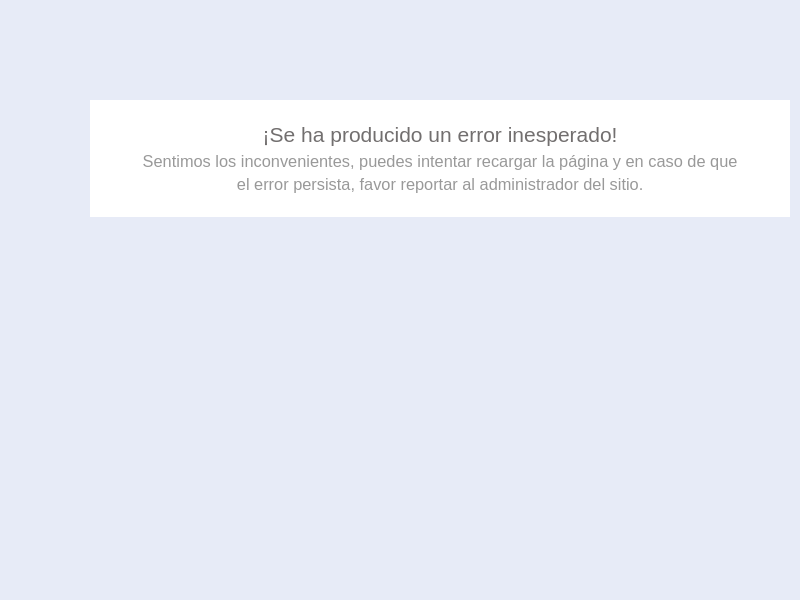 ¡Se ha producido un error inesperado!
Sentimos los inconvenientes, puedes intentar recargar la página y en caso de que
el error persista, favor reportar al administrador del sitio.